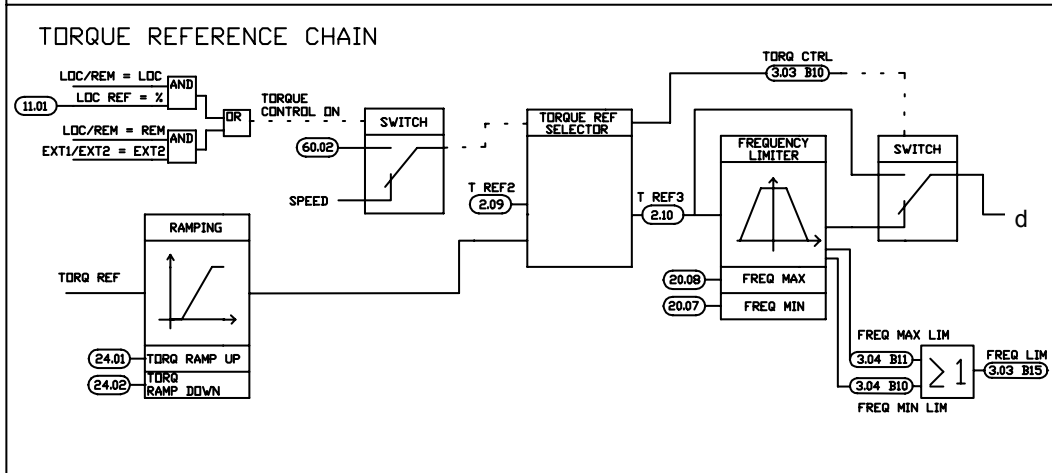 TORQUE REFERENCE CHAIN
LOC/REM = LOC
11.01
LOC REF = %
AND
LOC/REM = REM
EXT1/EXT2 = EXT2
AND
OR
TORQUE
CONTROL ON
SWITCH
60.02
SPEED
TORQUE REF
SELECTOR
T REF2
2.09
T REF3
2.10
TORQ CTRL
3.03 B10
FREQUENCY
LIMITER
SWITCH
d
RAMPING
TORQ REF
24.01
TORQ RAMP UP
24.02
TORQ
RAMP DOWN
20.08
FREQ MAX
20.07
FREQ MIN
FREQ MAX LIM
3.04 B11
3.04 B10
FREQ MIN LIM
≥1
FREQ LIM
3.03 B15